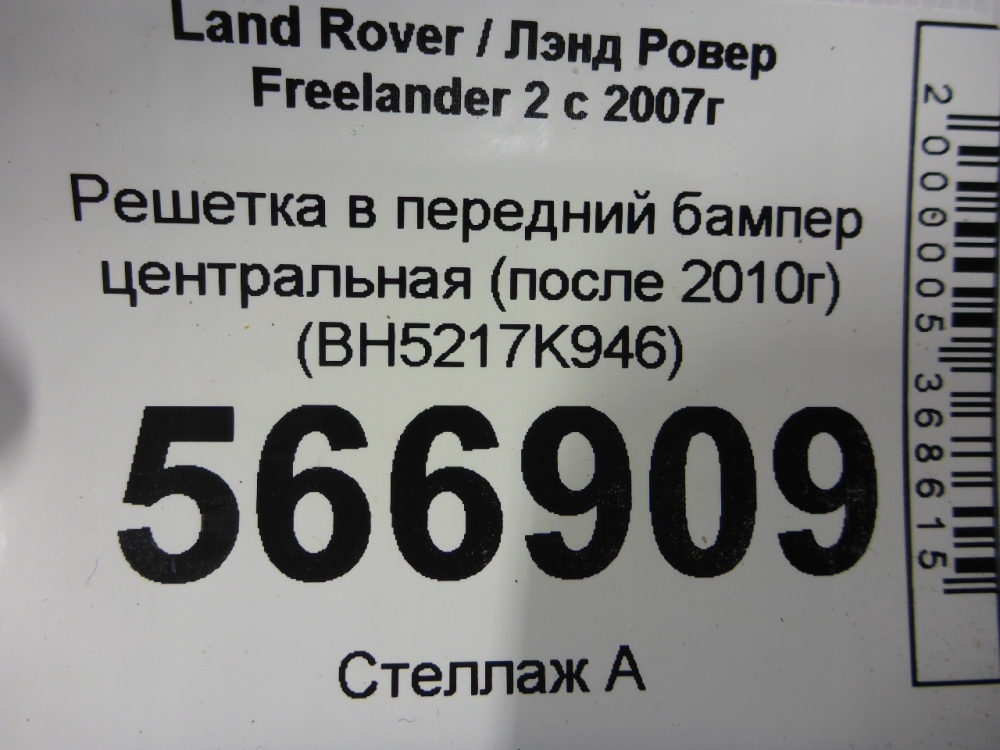 Land Rover / Лэнд Ровер
Freelander 2 с 2007г
Решетка в передний бампер
центральная (после 2010г)
(BH5217K946)
566909
Стеллаж А
2000005368615